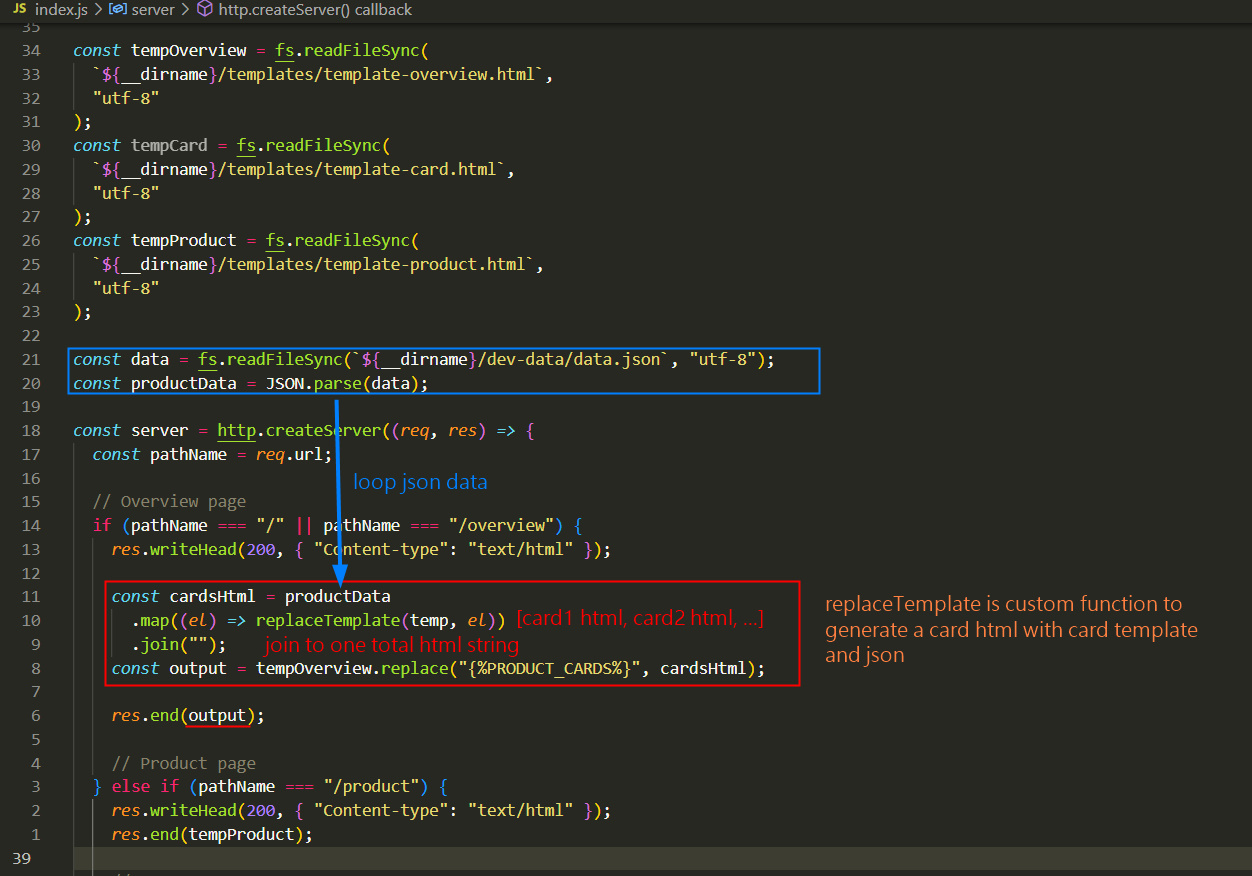 JS index.js > server > http.createServer() callback
35
34 const tempOverview = fs.readFileSync(
33 `${__dirname}/templates/template-overview.html`,
32 "utf-8"
31 );
30 const tempCard = fs.readFileSync(
29 `${__dirname}/templates/template-card.html`,
28 "utf-8"
27 );
26 const tempProduct = fs.readFileSync(
25 `${__dirname}/templates/template-product.html`,
24 "utf-8"
23 );
22
21 const data = fs.readFileSync(`${__dirname}/dev-data/data.json`, "utf-8");
20 const productData = JSON.parse(data);
19
18 const server = http.createServer((req, res) => {
17 const pathName = req.url;
16
loop json data
15 // Overview page
14 if (pathName === "/" || pathName === "/overview") {
13 res.writeHead(200, { "Content-type": "text/html" });
12
11 const cardsHtml = productData
10 .map((el) => replaceTemplate(temp, el)) [card1 html, card2 html, ...]
9 .join(""); join to one total html string
8 const output = tempOverview.replace("{%PRODUCT_CARDS%}", cardsHtml);
replaceTemplate is custom function to
generate a card html with card template
and json
7
6 res.end(output);
5
4 // Product page
3 } else if (pathName === "/product") {
2 res.writeHead(200, { "Content-type": "text/html" });
1 res.end(tempProduct);
39